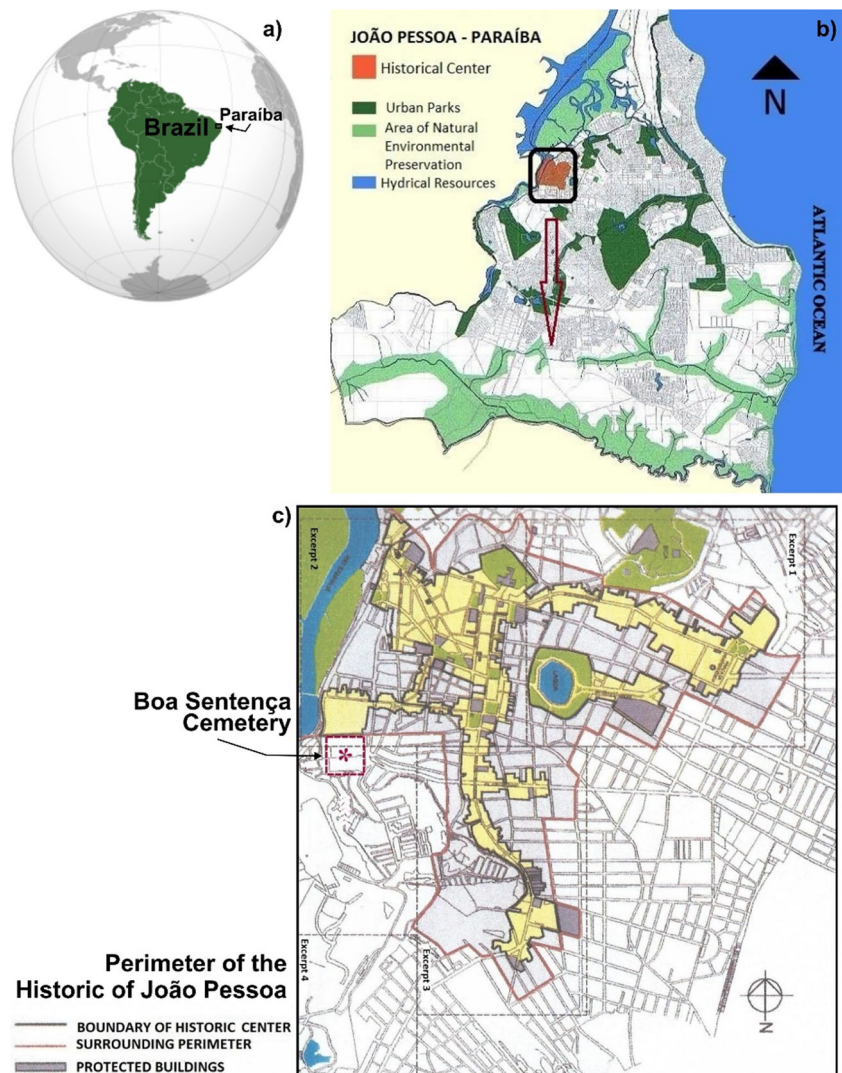 a)
Brazil
Paraíba
b)
JOÃO PESSOA - PARAÍBA
Historical Center
Urban Parks
Area of Natural
Environmental
Preservation
Hydrical Resources
N
ATLANTIC OCEAN
c)
Excerpt 2
Excerpt 1
LAGOA
Boa Sentença
Cemetery
*
Excerpt 4
Excerpt 3
Perimeter of the
Historic of João Pessoa
BOUNDARY OF HISTORIC CENTER
SURROUNDING PERIMETER
PROTECTED BUILDINGS
N